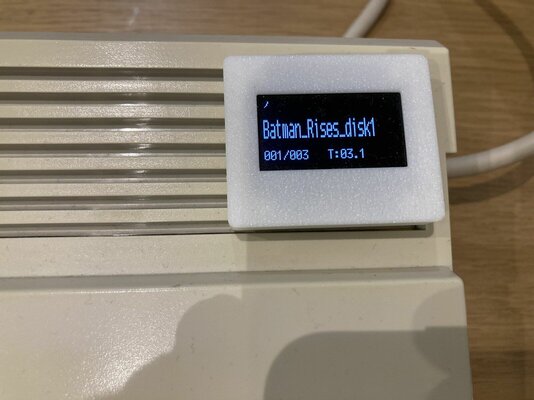 /
Batman_Rises_disk1
001/003 T:03.1